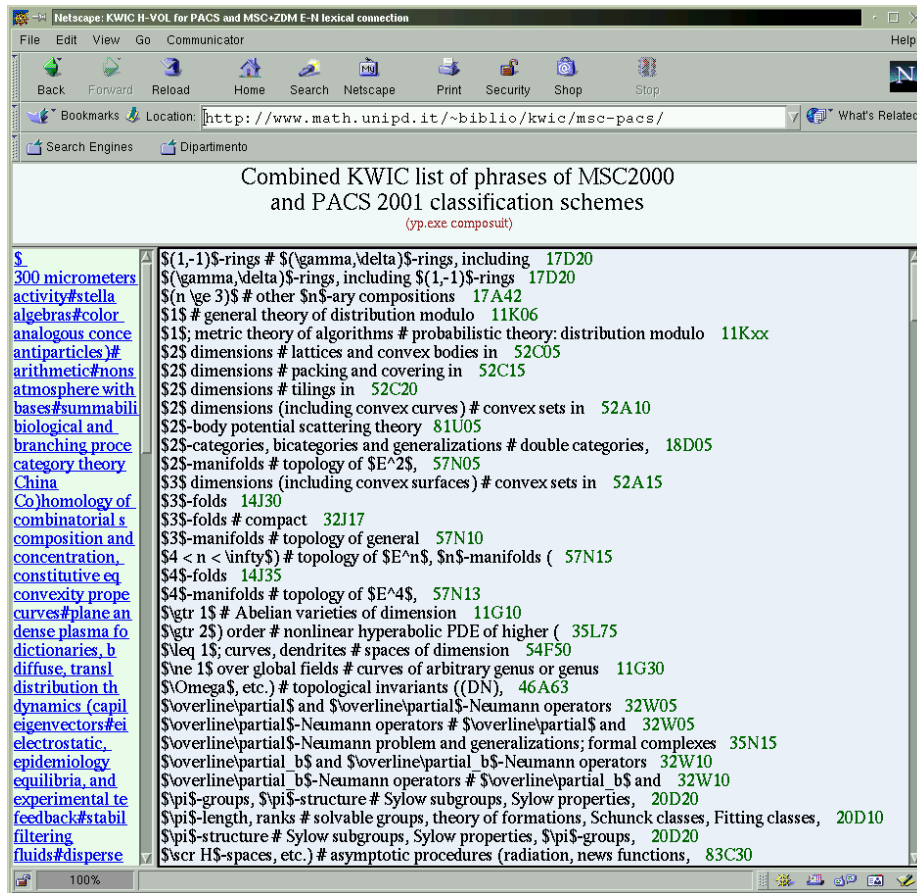 Netscape: KWIC H-VOL for PACS and MSC+ZDM E-N lexical connection
File Edit View Go Communicator Help
Back Forward Reload Home Search Netscape Print Security Shop Stop
My
N
Bookmarks Location: http://www.math.unipd.it/~biblio/kwic/msc-pacs/ What's Related
Search Engines Dipartimento
Combined KWIC list of phrases of MSC2000
and PACS 2001 classification schemes
(yp.exe composuit)
$
300 micrometers
activity#stella
algebras#color
analogous conce
antiparticles)#
arithmetic#nons
atmosphere with
bases#summabili
biological and
branching proce
category theory
China
Co)homology of
combinatorial s
composition and
concentration,
constitutive eq
convexity prope
curves#plane an
dense plasma fo
dictionaries, b
diffuse, transl
distribution th
dynamics (capil
eigenvectors#ei
electrostatic,
epidemiology
equilibria, and
experimental te
feedback#stabil
filtering
fluids#disperse
$(1,-1)$-rings # $(\gamma,\delta)$-rings, including 17D20
$(\gamma,\delta)$-rings, including $(1,-1)$-rings 17D20
$(n \ge 3)$ # other $n$-ary compositions 17A42
$1$ # general theory of distribution modulo 11K06
$1$; metric theory of algorithms # probabilistic theory: distribution modulo 11Kxx
$2$ dimensions # lattices and convex bodies in 52C05
$2$ dimensions # packing and covering in 52C15
$2$ dimensions # tilings in 52C20
$2$ dimensions (including convex curves) # convex sets in 52A10
$2$-body potential scattering theory 81U05
$2$-categories, bicategories and generalizations # double categories, 18D05
$2$-manifolds # topology of $E^2$, 57N05
$3$ dimensions (including convex surfaces) # convex sets in 52A15
$3$-folds 14J30
$3$-folds # compact 32J17
$3$-manifolds # topology of general 57N10
$4 < n < \infty$) # topology of $E^n$, $n$-manifolds ( 57N15
$4$-folds 14J35
$4$-manifolds # topology of $E^4$, 57N13
$\gtr 1$ # Abelian varieties of dimension 11G10
$\gtr 2$) order # nonlinear hyperbolic PDE of higher ( 35L75
$\leq 1$; curves, dendrites # spaces of dimension 54F50
$\ne 1$ over global fields # curves of arbitrary genus or genus 11G30
$\Omega$, etc.) # topological invariants ((DN), 46A63
$\overline\partial$ and $\overline\partial$-Neumann operators 32W05
$\overline\partial$-Neumann operators # $\overline\partial$ and 32W05
$\overline\partial$-Neumann problem and generalizations; formal complexes 35N15
$\overline\partial_b$ and $\overline\partial_b$-Neumann operators 32W10
$\overline\partial_b$-Neumann operators # $\overline\partial_b$ and 32W10
$\pi$-groups, $\pi$-structure # Sylow subgroups, Sylow properties, 20D20
$\pi$-length, ranks # solvable groups, theory of formations, Schunck classes, Fitting classes, 20D10
$\pi$-structure # Sylow subgroups, Sylow properties, $\pi$-groups, 20D20
$\scr H$-spaces, etc.) # asymptotic procedures (radiation, news functions, 83C30
100%